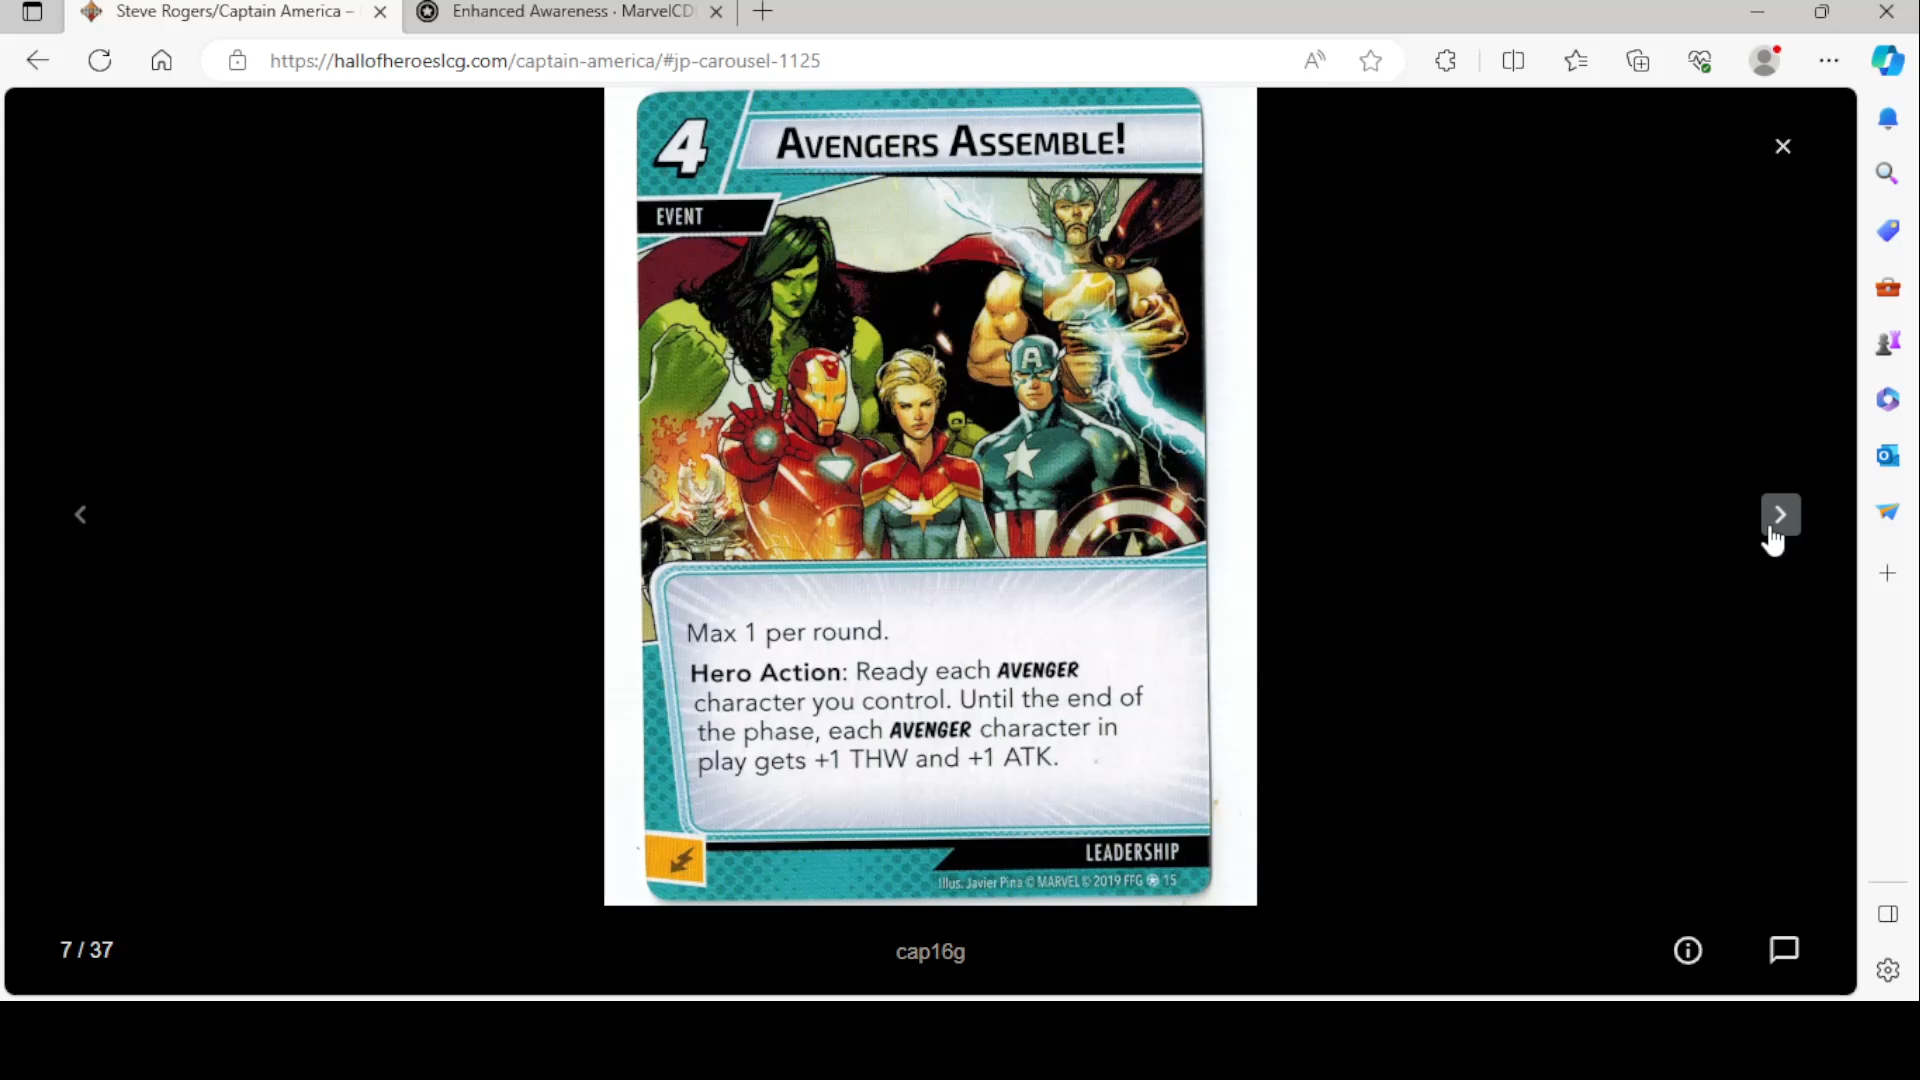 Steve Rogers/Captain America –
Enhanced Awareness · MarvelCD
https://hallofheroeslcg.com/captain-america/#jp-carousel-1125
4
AVENGERS ASSEMBLE!
EVENT
A
Max 1 per round.
Hero Action: Ready each AVENGER
character you control. Until the end of
the phase, each AVENGER character in
play gets +1 THW and +1 ATK.
LEADERSHIP
Illus. Javier Pina © MARVEL © 2019 FFG 15
7 / 37
cap16g